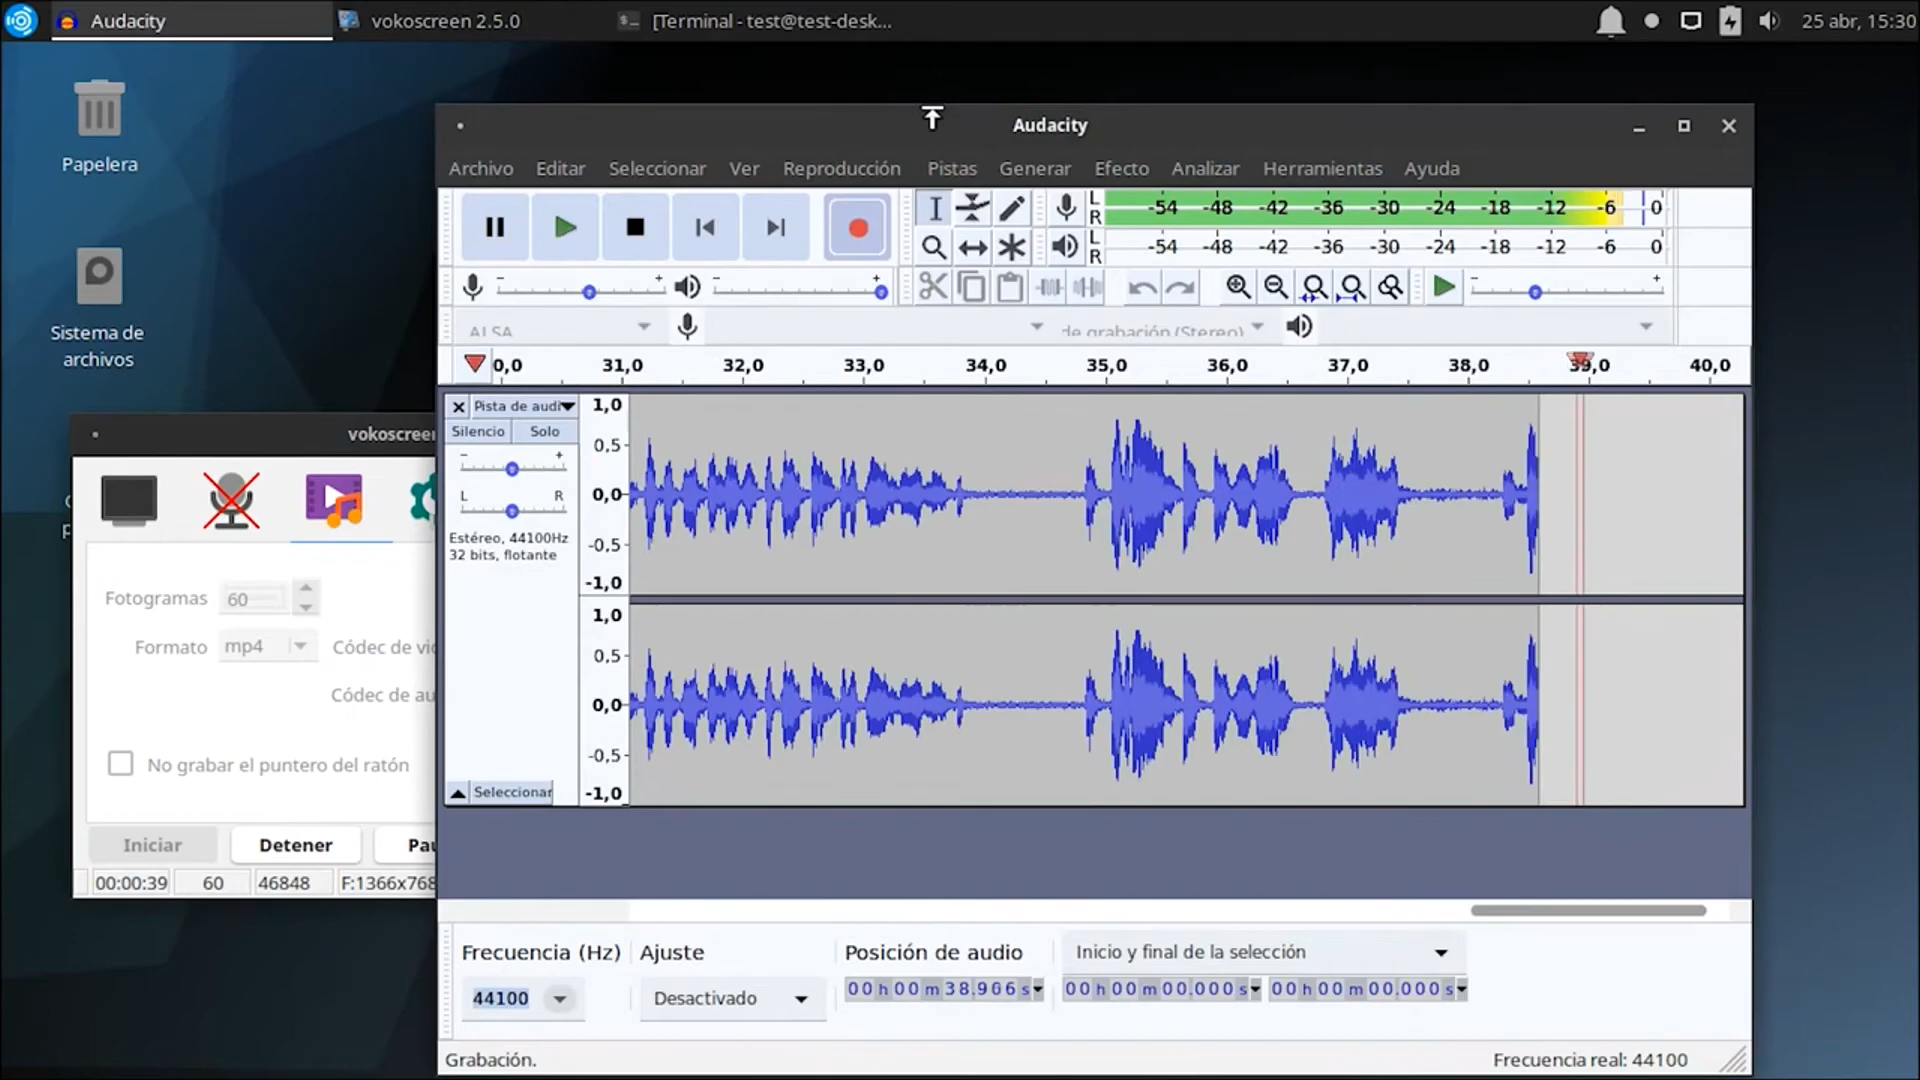 Audacity
vokoscreen 2.5.0
[Terminal - test@test-desk...
25 abr, 15:30
Papelera
Sistema de
archivos
Audacity
Archivo Editar Seleccionar Ver Reproducción Pistas Generar Efecto Analizar Herramientas Ayuda
L
R
-54 -48 -42 -36 -30 -24 -18 -12 -6 0
L
R
-54 -48 -42 -36 -30 -24 -18 -12 -6 0
- + - +
- +
ALSA
de grabación (Stereo)
0,0 31,0 32,0 33,0 34,0 35,0 36,0 37,0 38,0 39,0 40,0
Pista de audi
Silencio Solo
- +
L R
Estéreo, 44100Hz
32 bits, flotante
Seleccionar
1,0
0,5
0,0
-0,5
-1,0
1,0
0,5
0,0
-0,5
-1,0
vokoscreen
Fotogramas 60
Formato mp4 Códec de vi
Códec de au
No grabar el puntero del ratón
Iniciar Detener Pau
00:00:39 60 46848 F:1366x768
Frecuencia (Hz) Ajuste Posición de audio Inicio y final de la selección
44100 Desactivado 00 h 00 m 38.966 s 00 h 00 m 00.000 s 00 h 00 m 00.000 s
Grabación. Frecuencia real: 44100